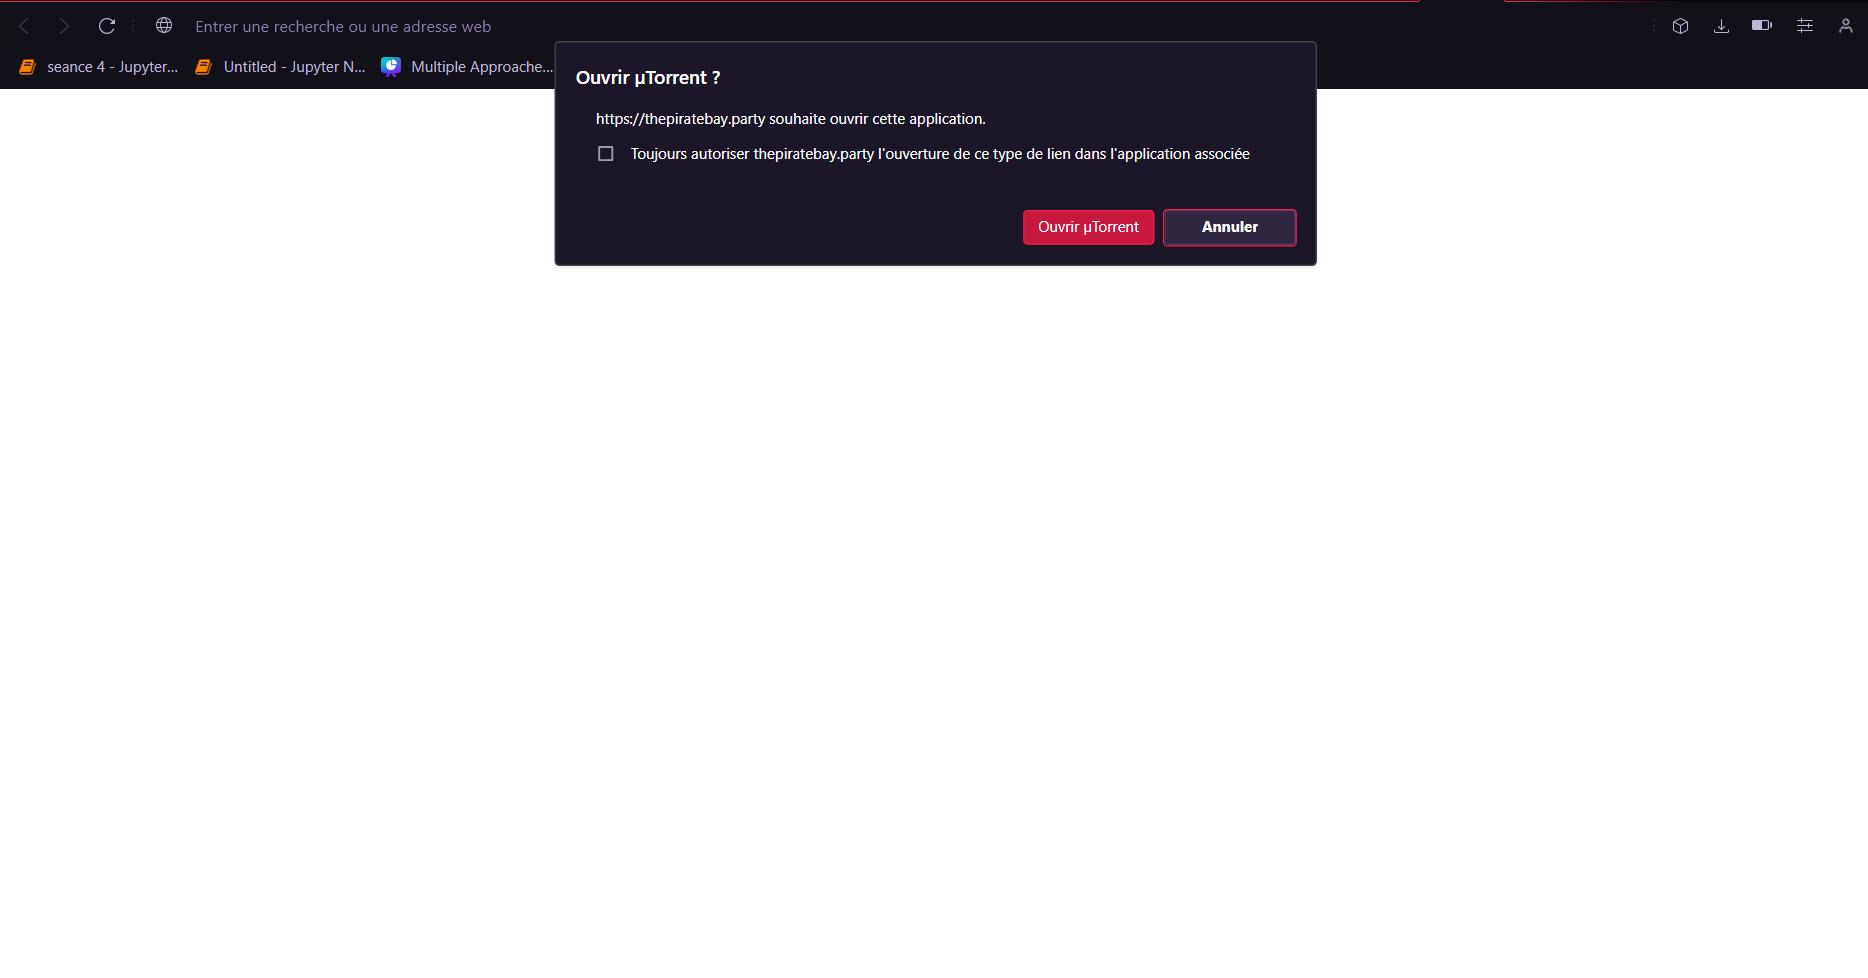 Entrer une recherche ou une adresse web
seance 4 - Jupyter...
Untitled - Jupyter N...
Multiple Approache...
Ouvrir µTorrent ?
https://thepiratebay.party souhaite ouvrir cette application.
Toujours autoriser thepiratebay.party l'ouverture de ce type de lien dans l'application associée
Ouvrir µTorrent
Annuler